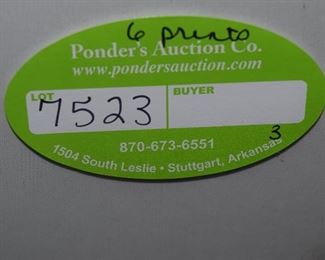 6 prints
Ponder's Auction Co.
www.pondersauction.com
LOT BUYER
7523
870-673-6551
3
1504 South Leslie • Stuttgart, Arkansas